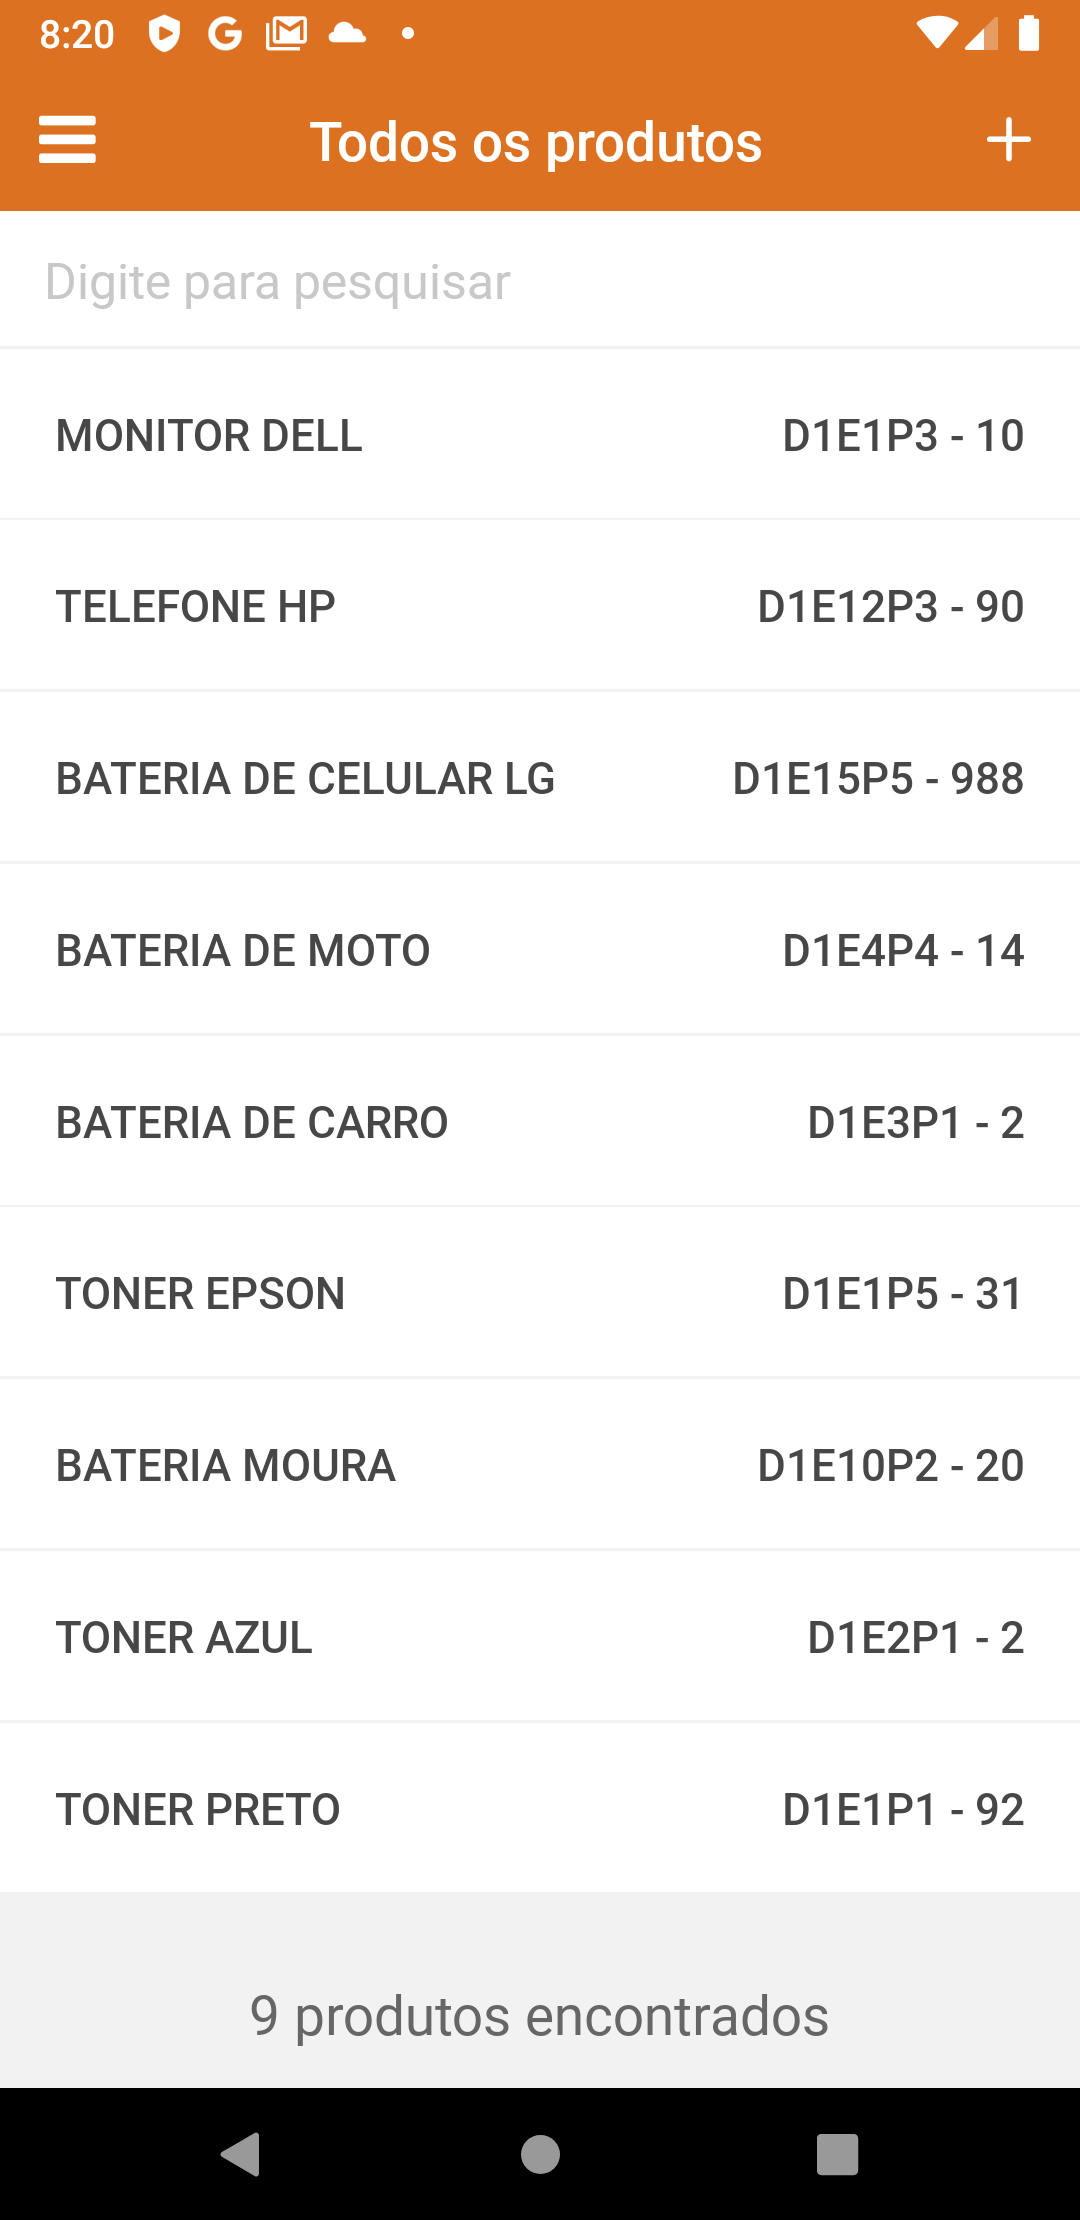 8:20
Todos os produtos
Digite para pesquisar
MONITOR DELL D1E1P3 - 10
TELEFONE HP D1E12P3 - 90
BATERIA DE CELULAR LG D1E15P5 - 988
BATERIA DE MOTO D1E4P4 - 14
BATERIA DE CARRO D1E3P1 - 2
TONER EPSON D1E1P5 - 31
BATERIA MOURA D1E10P2 - 20
TONER AZUL D1E2P1 - 2
TONER PRETO D1E1P1 - 92
9 produtos encontrados